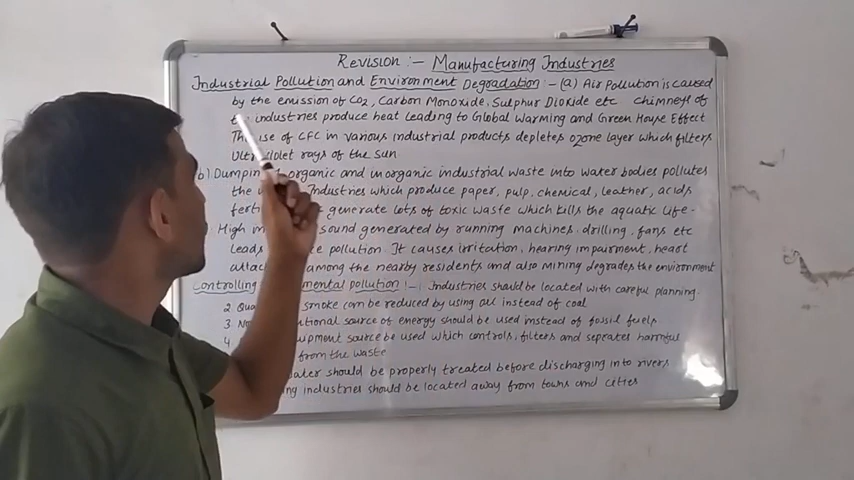 Revision :- Manufacturing Industries
Industrial Pollution and Environment Degradation :- (a) Air Pollution is caused
by the emission of CO2, Carbon Monoxide, Sulphur Dioxide etc chimneys of
industries produce heat leading to Global Warming and Green House Effect
use of CFC in various industrial products depletes ozone layer which filters
rays of the sun
b) organic and inorganic industrial waste into water bodies pollutes
the Industries which produce paper, pulp, chemical, leather, acids
generate lots of toxic waste which kills the aquatic life-
High sound generated by running machines, drilling, fans etc
Leads pollution. It causes irritation, hearing impairment, heart
among the nearby residents and also mining degrades the environment
Controlling pollution :- 1. Industries should be located with careful planning.
2. smoke can be reduced by using oil instead of coal
3 source of energy should be used instead of fossil fuels.
4. source be used which controls, filters and seprates harmful
from the waste
should be properly treated before discharging into rivers
industries should be located away from towns and cities